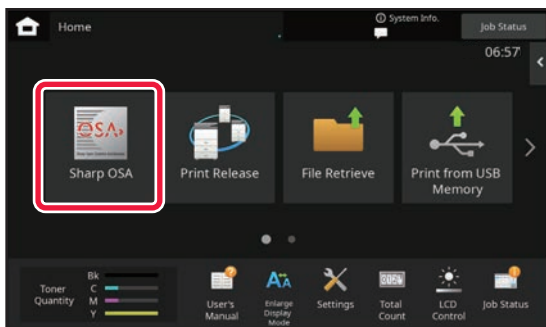 Home
System Info.
Job Status
06:57
OSA
Sharp OSA
Print Release
File Retrieve
Print from USB
Memory
Toner
Quantity
Bk
C
M
Y
User's
Manual
Enlarge
Display
Mode
Settings
Total
Count
LCD
Control
Job Status